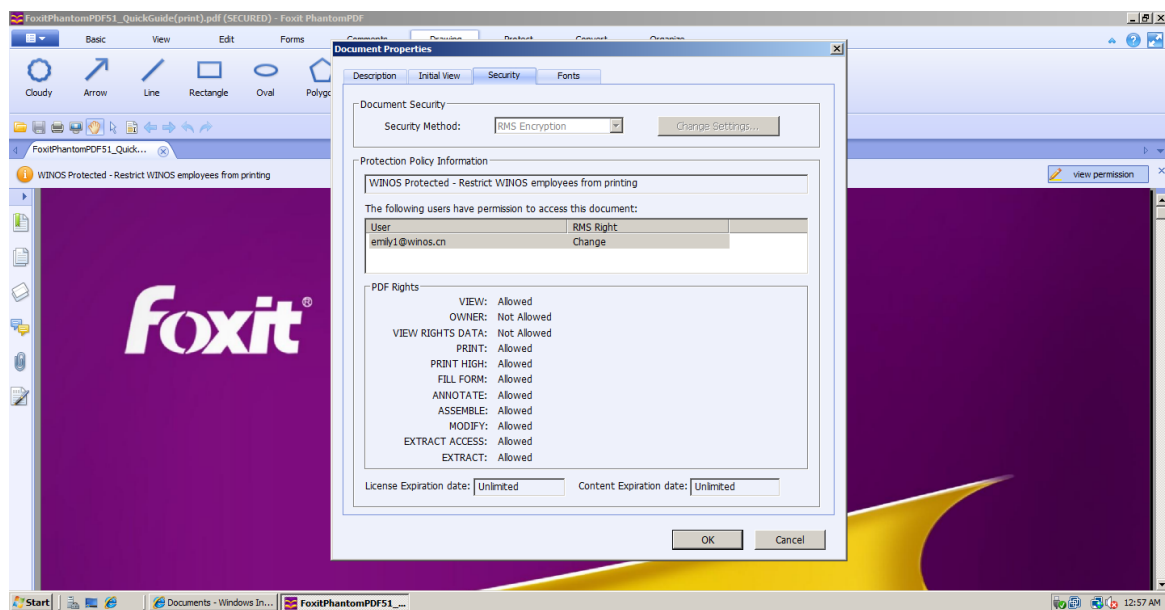 FoxitPhantomPDF51_QuickGuide(print).pdf (SECURED) - Foxit PhantomPDF
Basic View Edit Forms Comments Drawing Protect Convert Organize
Document Properties
Cloudy Arrow Line Rectangle Oval
Description Initial View Security Fonts
Document Security
Security Method: RMS Encryption Change Settings...
FoxitPhantomPDF51_Quick...
WINOS Protected - Restrict WINOS employees from printing
view permission
Protection Policy Information
WINOS Protected - Restrict WINOS employees from printing
The following users have permission to access this document:
User RMS Right
emily1@winos.cn Change
PDF Rights
VIEW: Allowed
OWNER: Not Allowed
VIEW RIGHTS DATA: Not Allowed
PRINT: Allowed
PRINT HIGH: Allowed
FILL FORM: Allowed
ANNOTATE: Allowed
ASSEMBLE: Allowed
MODIFY: Allowed
EXTRACT ACCESS: Allowed
EXTRACT: Allowed
License Expiration date: Unlimited Content Expiration date: Unlimited
OK Cancel
foxit®
Start Documents - Windows In... FoxitPhantomPDF51_... 12:57 AM